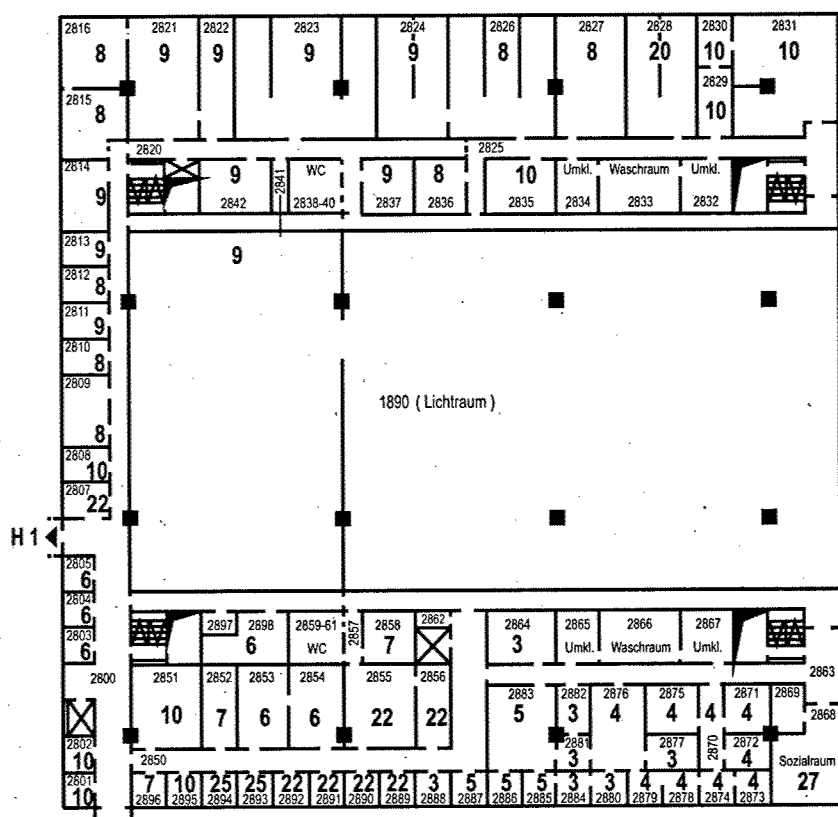 2816 2821 2822 2823 2824 2826 2827 2828 2830 2831
8 9 9 9 9 8 8 20 10 10
2829
2815
8 10
2820 2825
2814 WC Umkl. Waschraum Umkl.
9 9 2841 9 8 10
2842 2838-40 2837 2836 2835 2834 2833 2832
2813
9 9
2812
8
2811
9
2810
8
2809
1890 ( Lichtraum )
8
2808
10
2807
22
H 1
2805
6
2804
6
2803
6
2897 2898 2859-61 2857 2858 2862 2864 2865 2866 2867
6 WC 7 3 Umkl. Waschraum Umkl.
2800 2851 2852 2853 2854 2855 2856 2863
10 7 6 6 22 22
2883 2882 2876 2875 2871 2869
5 3 4 4 4 4 2868
2802 2881 2877 2870 2872
10 3 3 4
2850 Sozialraum
2801
10 7 10 25 25 22 22 22 22 3 5 5 5 3 3 4 4 4 4 27
2896 2895 2894 2893 2892 2891 2890 2889 2888 2887 2886 2885 2884 2880 2879 2878 2874 2873